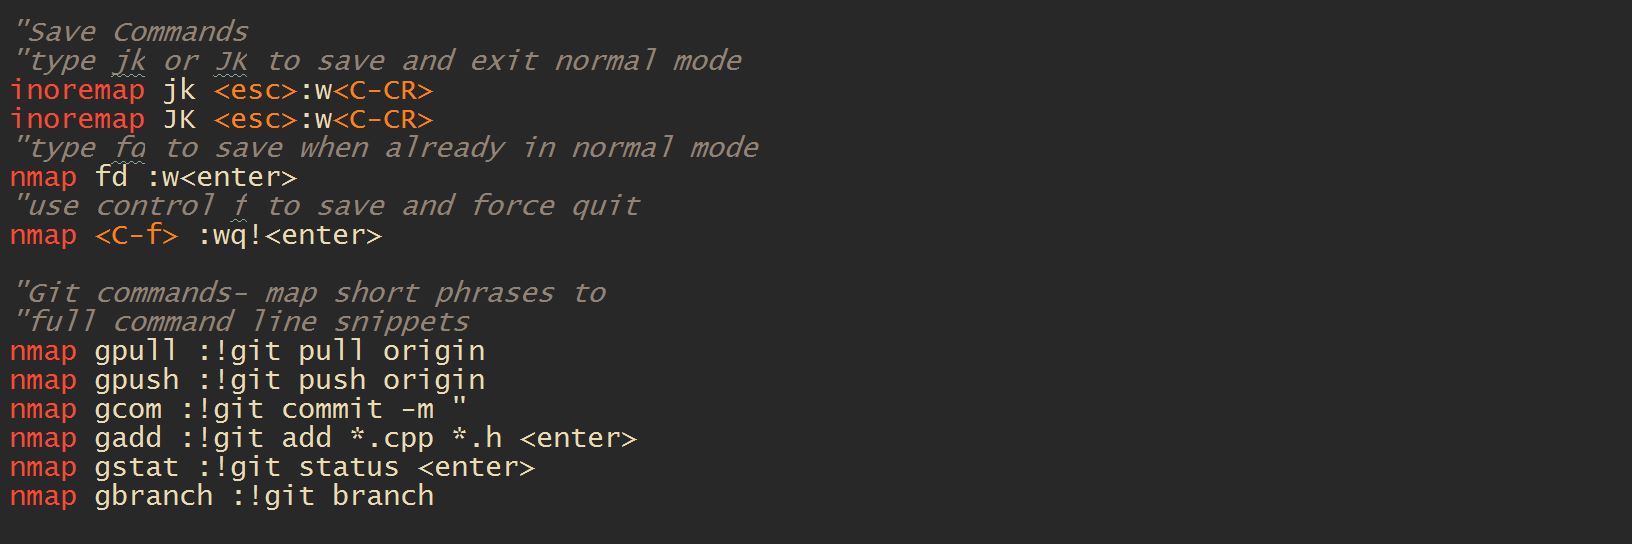 "Save Commands
"type jk or JK to save and exit normal mode
inoremap jk <esc>:w<C-CR>
inoremap JK <esc>:w<C-CR>
"type fd to save when already in normal mode
nmap fd :w<enter>
"use control f to save and force quit
nmap <C-f> :wq!<enter>
"Git commands- map short phrases to
"full command line snippets
nmap gpull :!git pull origin
nmap gpush :!git push origin
nmap gcom :!git commit -m "
nmap gadd :!git add *.cpp *.h <enter>
nmap gstat :!git status <enter>
nmap gbranch :!git branch